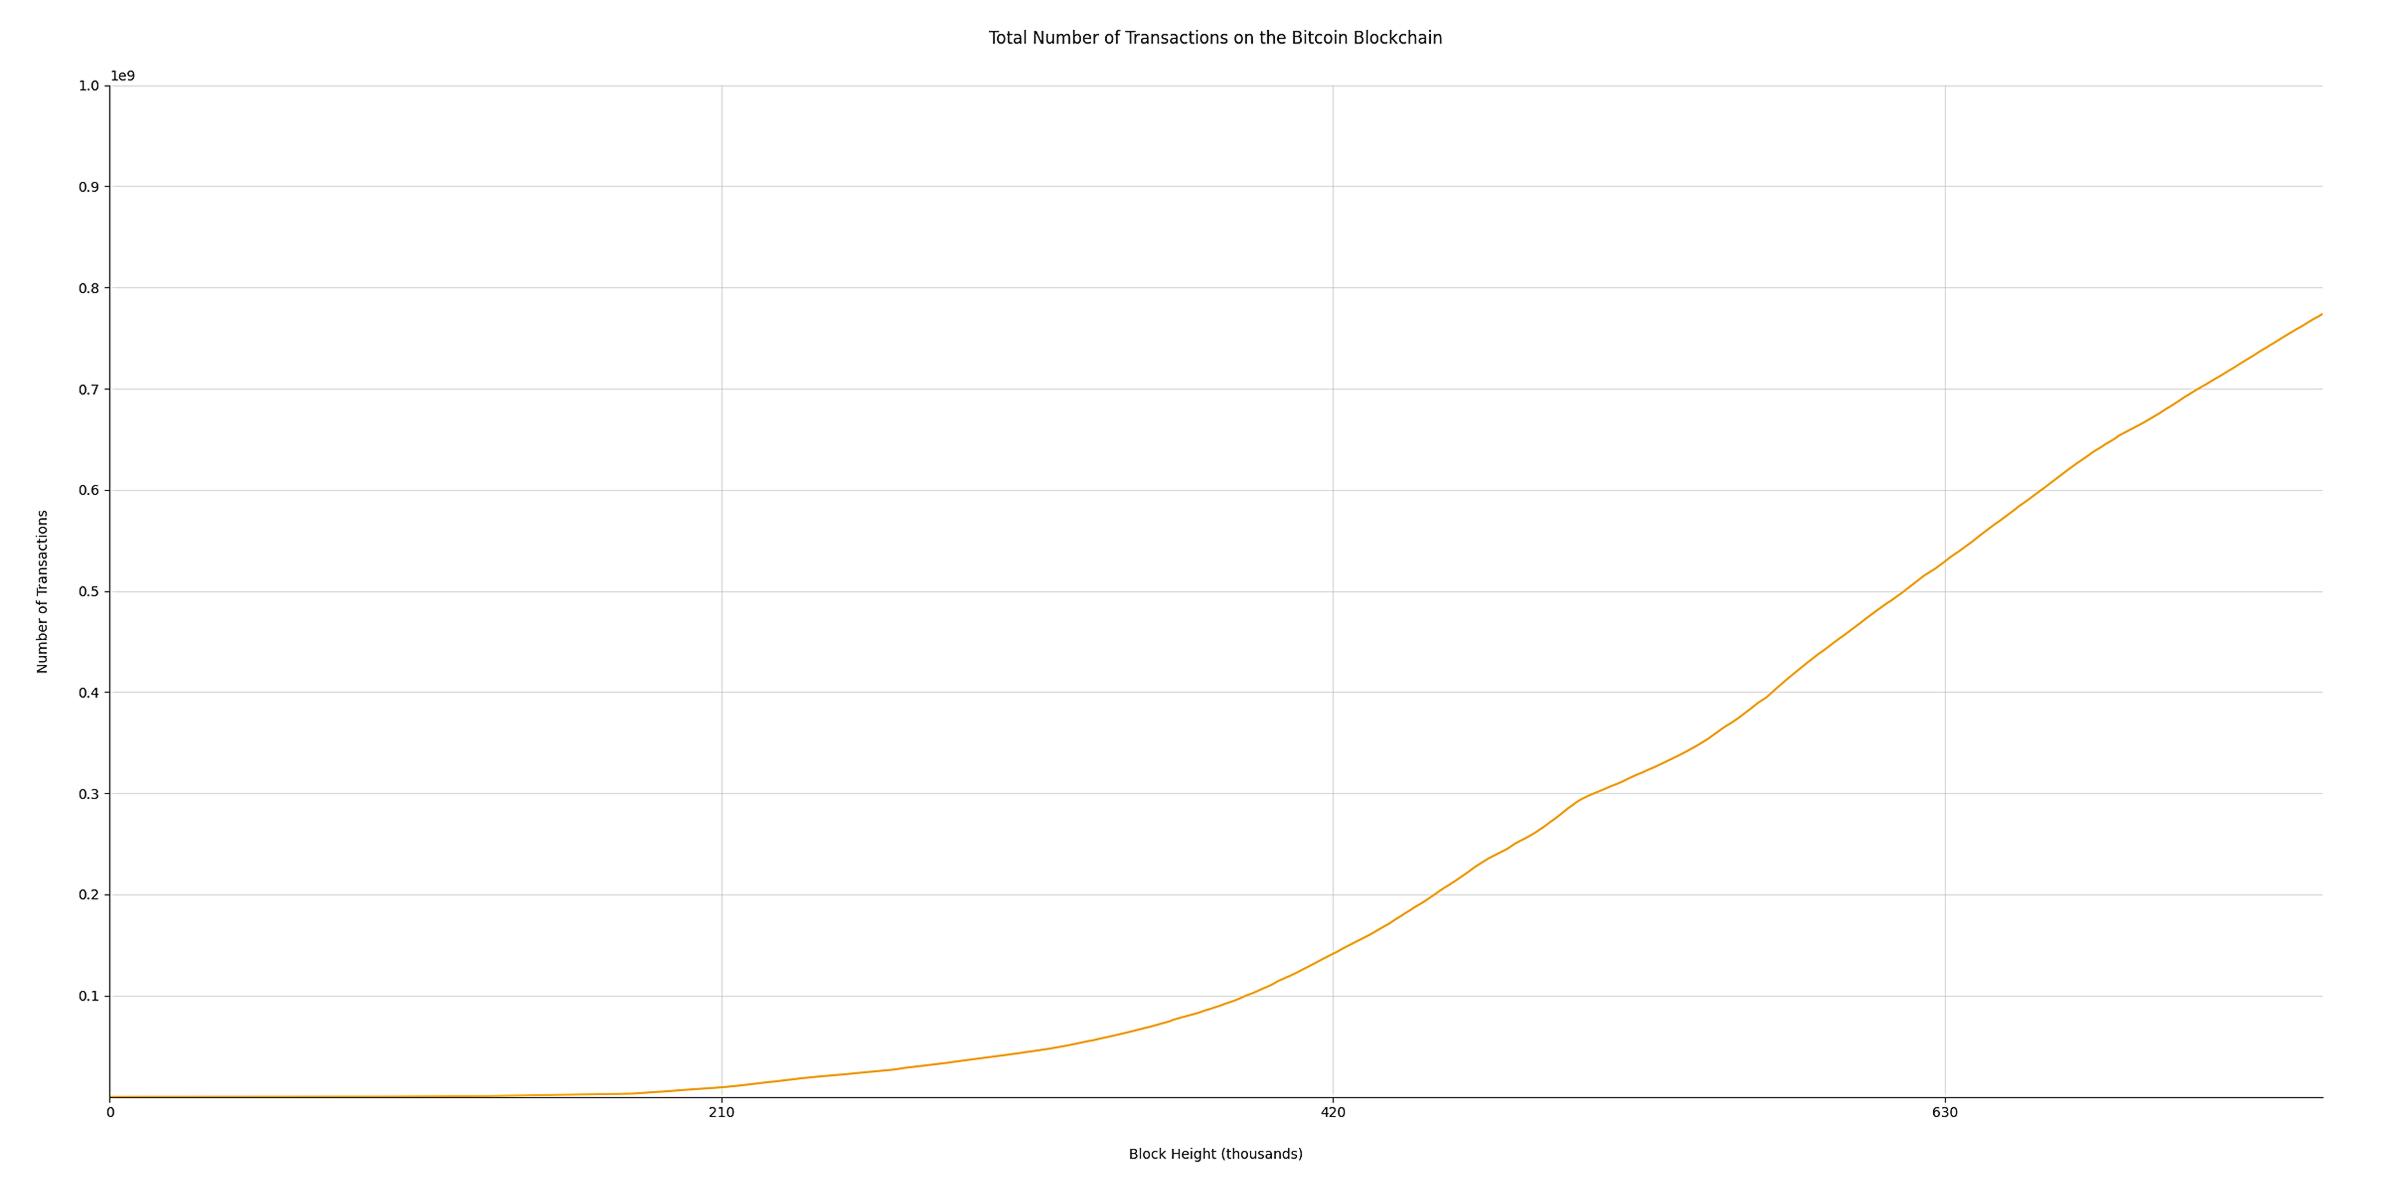 Total Number of Transactions on the Bitcoin Blockchain
1e9
1.0
0.9
0.8
0.7
0.6
0.5
0.4
0.3
0.2
0.1
Number of Transactions
0 210 420 630
Block Height (thousands)